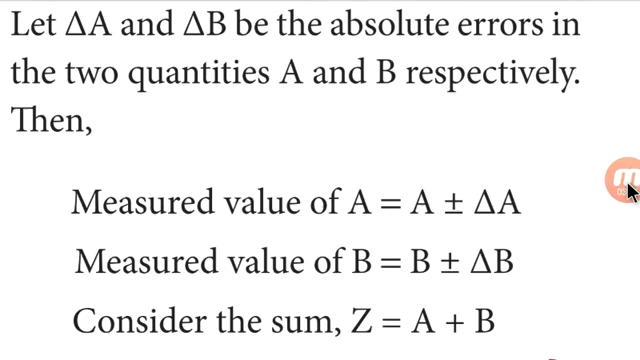 Let ΔA and ΔB be the absolute errors in
the two quantities A and B respectively.
Then,
Measured value of A = A ± ΔA
Measured value of B = B ± ΔB
Consider the sum, Z = A + B